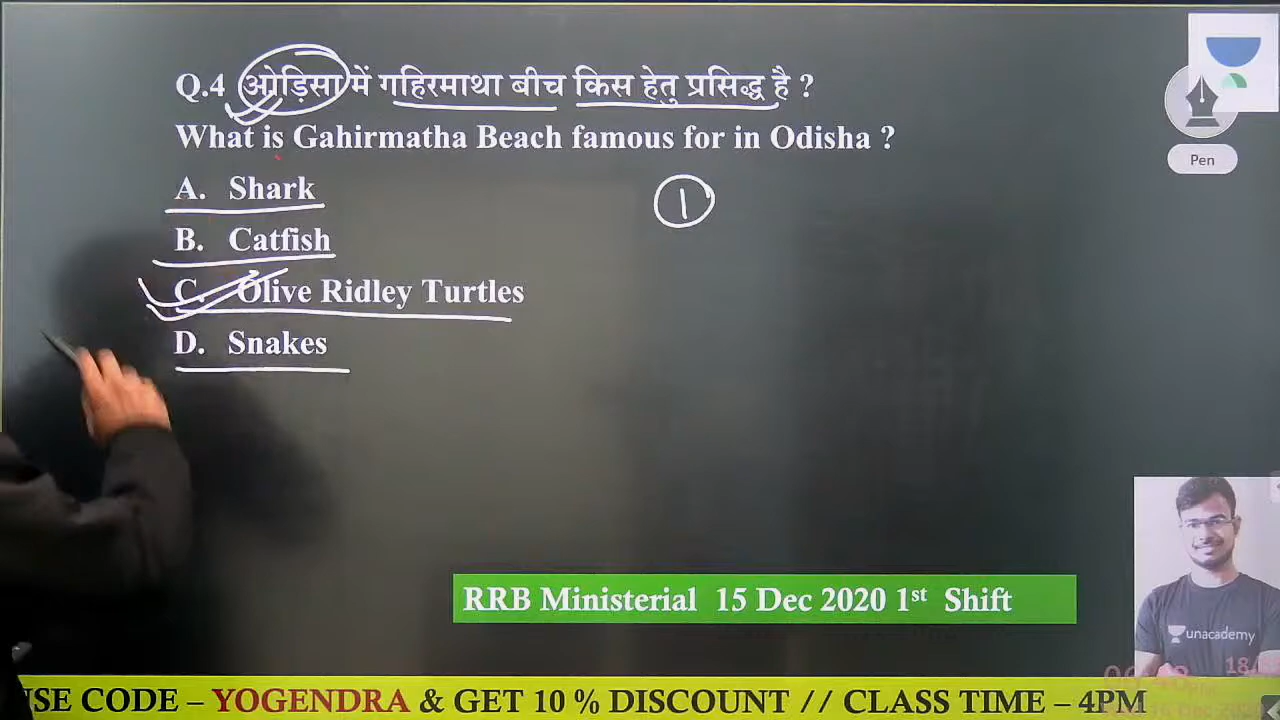 Q.4 ओड़िसा में गहिरमाथा बीच किस हेतु प्रसिद्ध है ?
What is Gahirmatha Beach famous for in Odisha ?
A. Shark
1
B. Catfish
C. Olive Ridley Turtles
D. Snakes
Pen
RRB Ministerial 15 Dec 2020 1st Shift
unacademy
USE CODE – YOGENDRA & GET 10 % DISCOUNT // CLASS TIME – 4PM